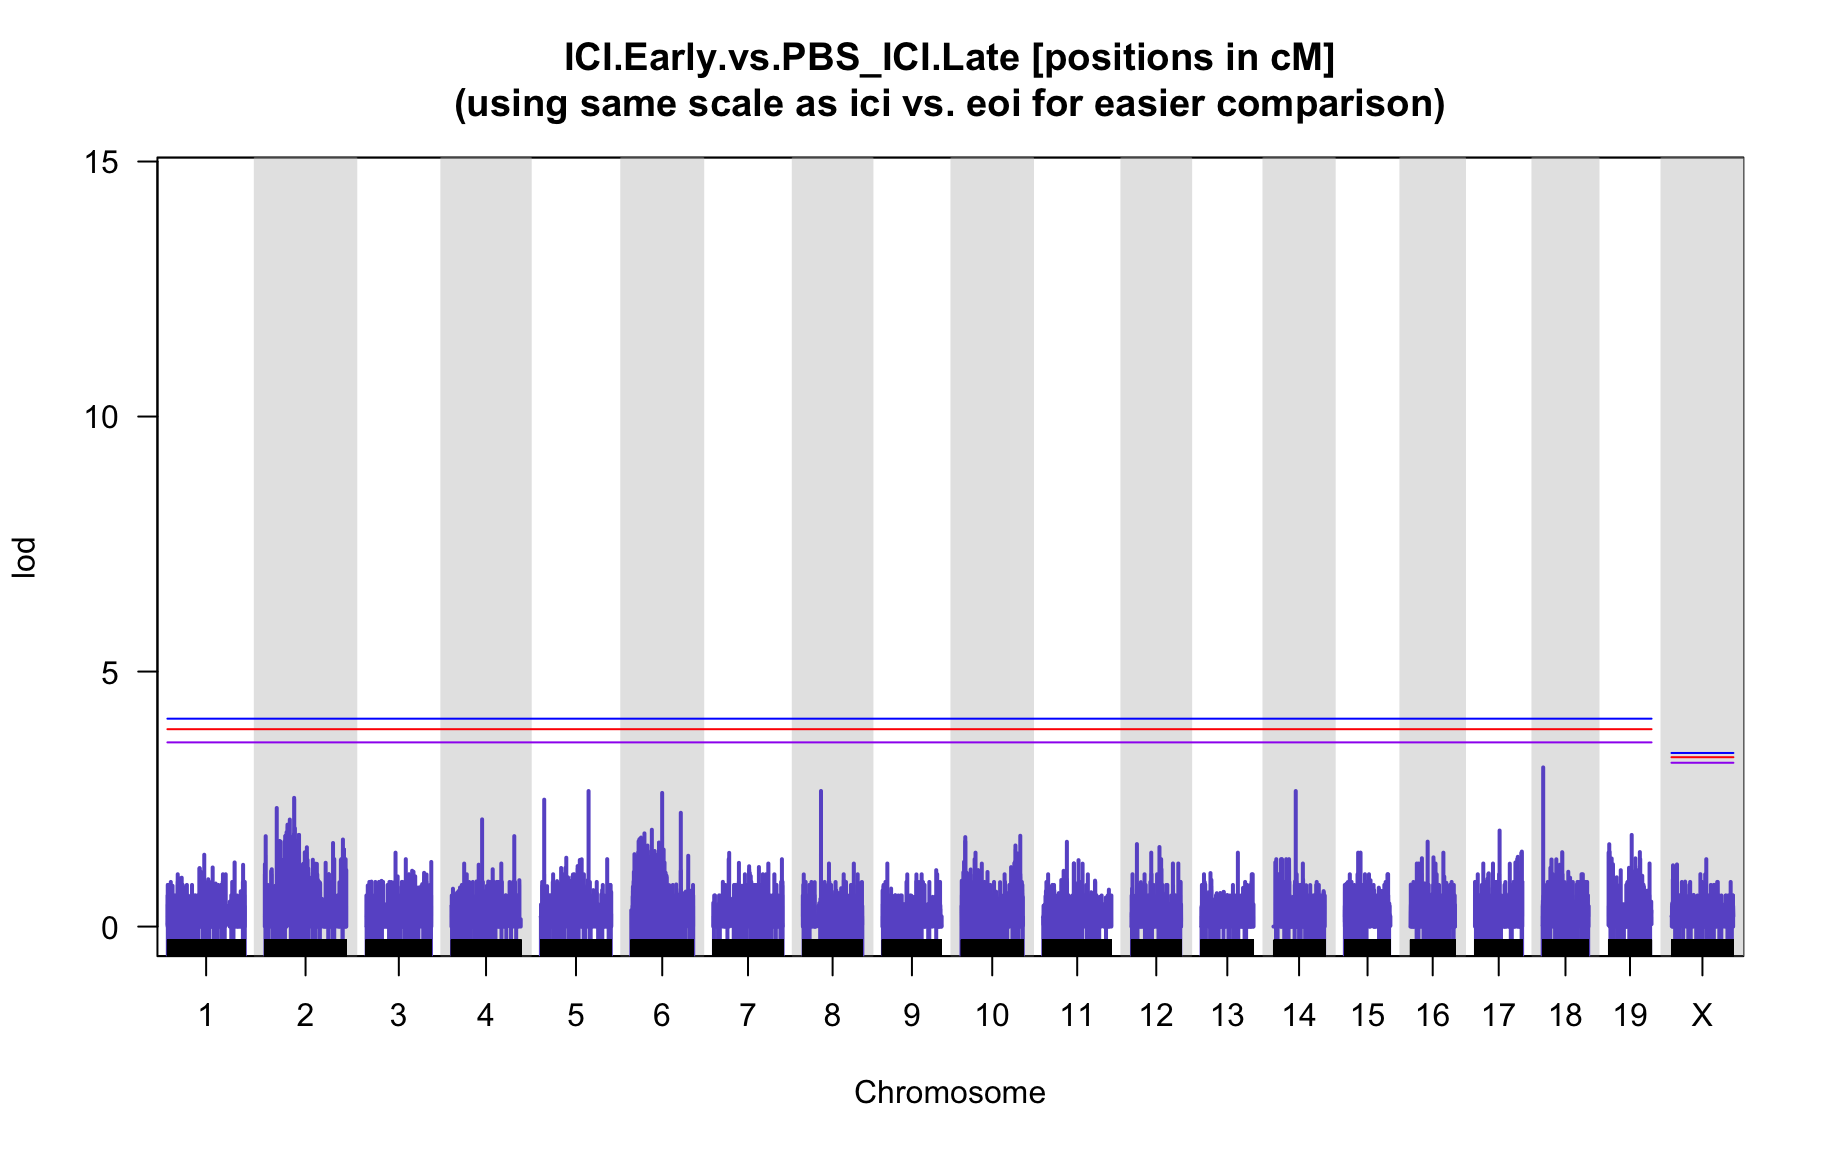 ICI.Early.vs.PBS_ICI.Late [positions in cM]
(using same scale as ici vs. eoi for easier comparison)
15
10
5
0
lod
1 2 3 4 5 6 7 8 9 10 11 12 13 14 15 16 17 18 19 X
Chromosome